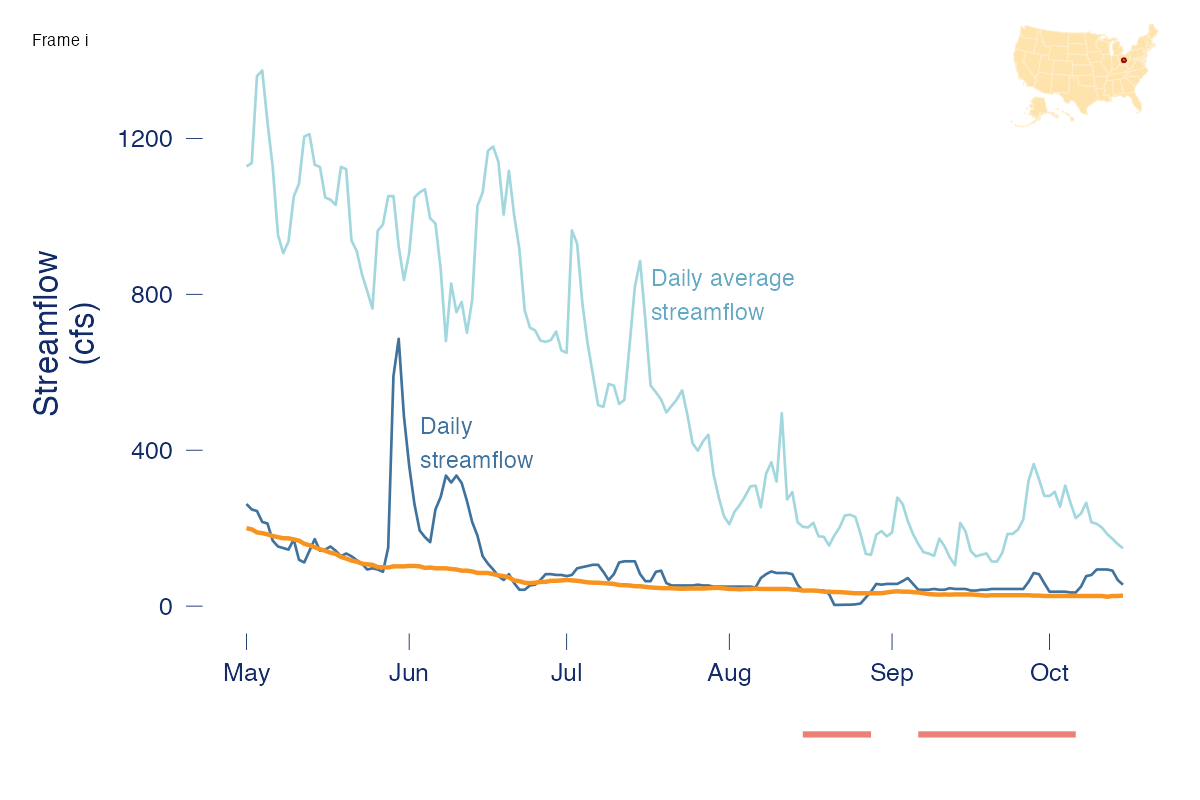 Frame i
1200
800
400
0
Streamflow
(cfs)
Daily average
streamflow
Daily
streamflow
May
Jun
Jul
Aug
Sep
Oct